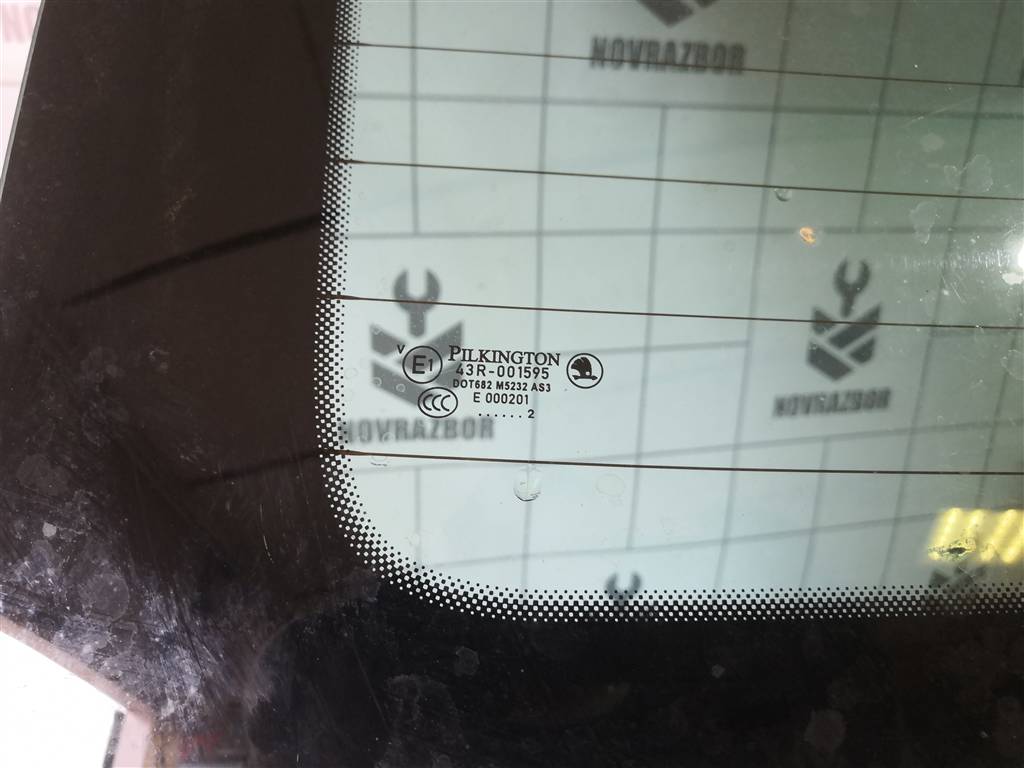 NOVRAZBOR
V
E1
PILKINGTON
43R-001595
DOT682 M5232 AS3
E 000201
CCC
......2
NOVRAZBOR
NOVRAZBOR